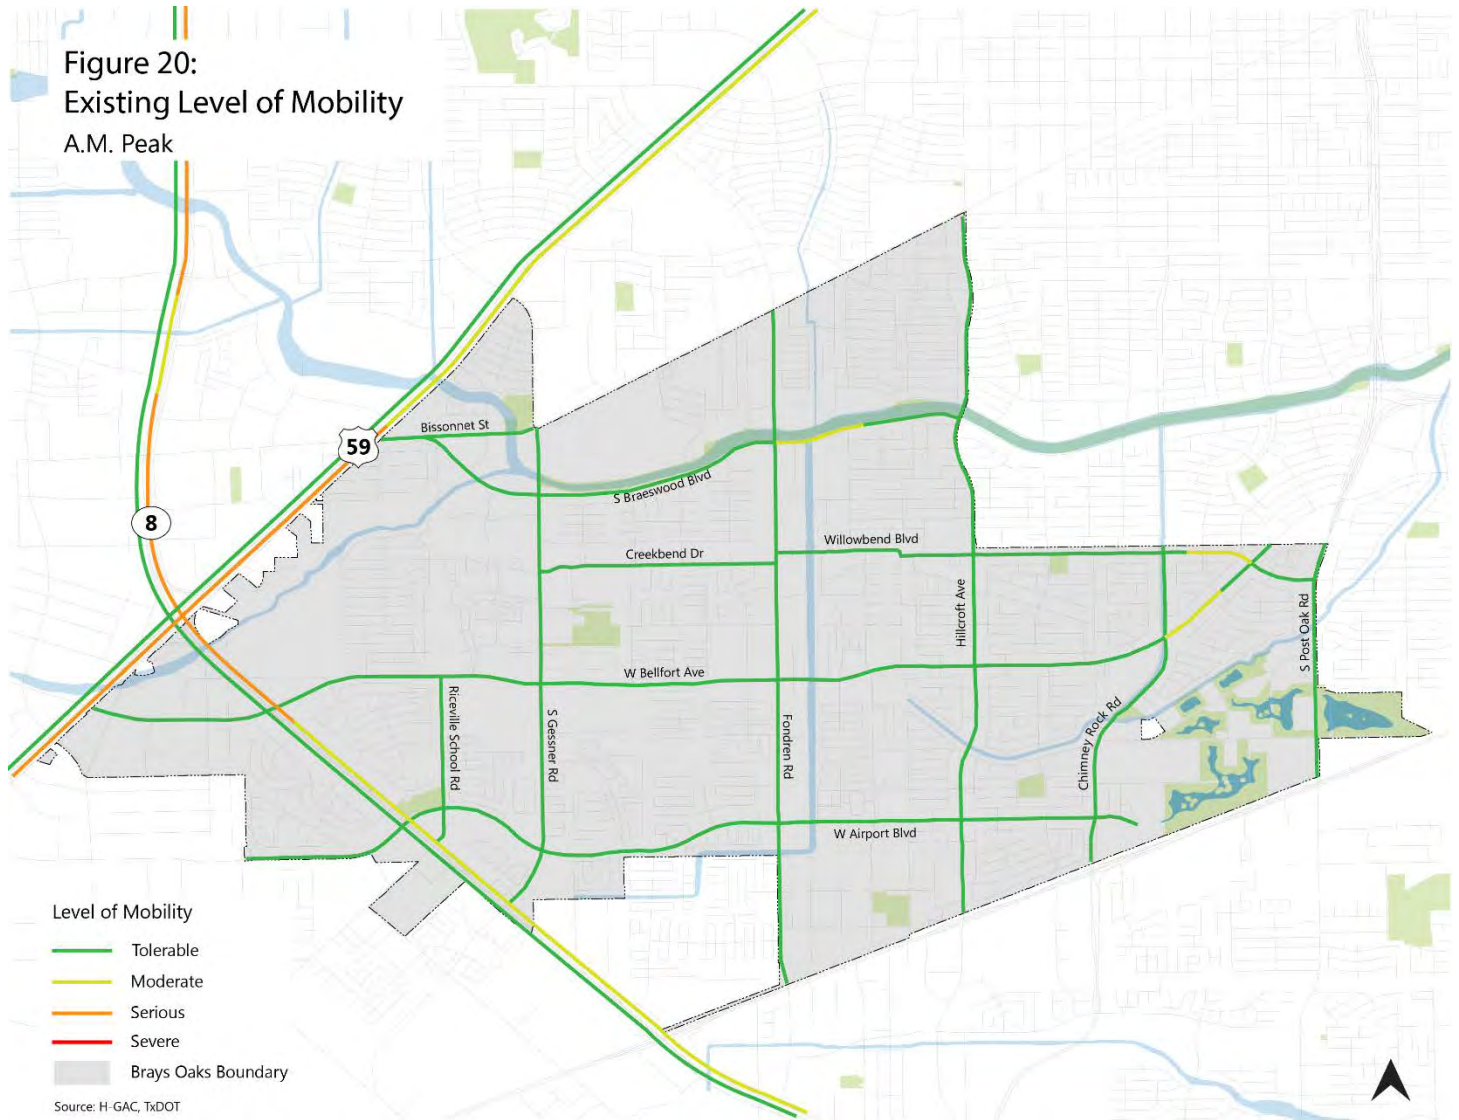 Figure 20:
Existing Level of Mobility
A.M. Peak
59
Bissonnet St
S Braeswood Blvd
8
Creekbend Dr
Willowbend Blvd
Hillcroft Ave
S Post Oak Rd
W Bellfort Ave
Riceville School Rd
S Gessner Rd
Fondren Rd
Chimney Rock Rd
W Airport Blvd
Level of Mobility
Tolerable
Moderate
Serious
Severe
Brays Oaks Boundary
Source: H-GAC, TxDOT